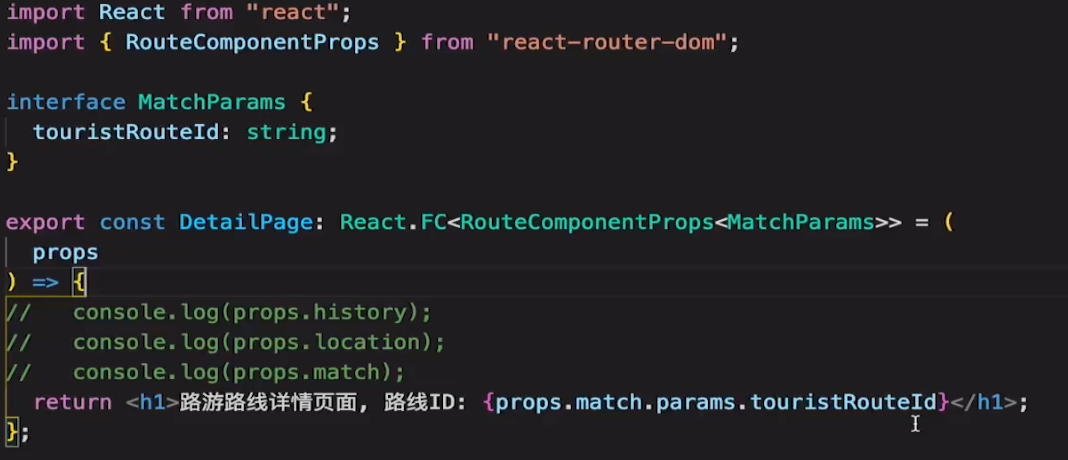 import React from "react";
import { RouteComponentProps } from "react-router-dom";
interface MatchParams {
touristRouteId: string;
}
export const DetailPage: React.FC<RouteComponentProps<MatchParams>> = (
props
) => {
//   console.log(props.history);
//   console.log(props.location);
//   console.log(props.match);
return <h1>路游路线详情页面, 路线ID: {props.match.params.touristRouteId}</h1>;
};